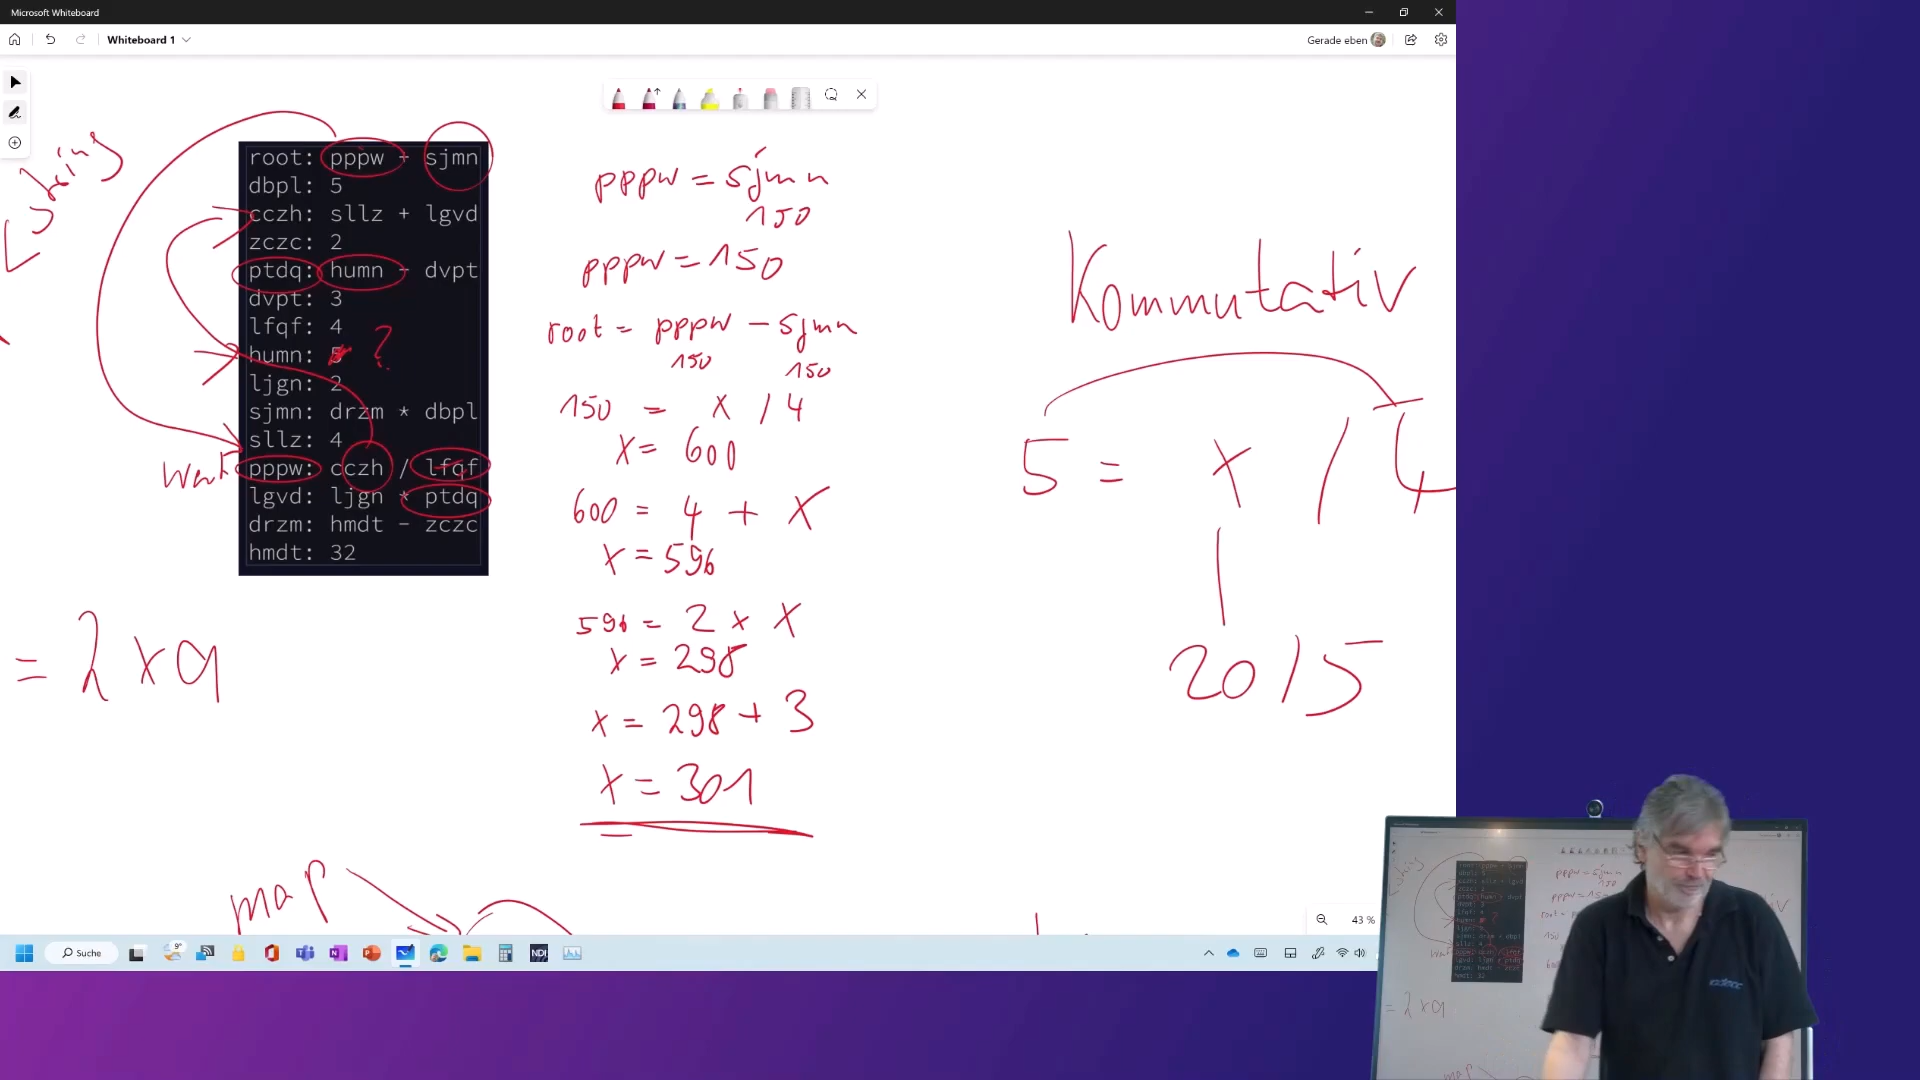 Microsoft Whiteboard
Whiteboard 1
Gerade eben
root: pppw + sjmn
dbpl: 5
cczh: sllz + lgvd
zczc: 2
ptdq: humn - dvpt
dvpt: 3
lfqf: 4
humn: 5 ?
ljgn: 2
sjmn: drzm * dbpl
sllz: 4
pppw: cczh / lfqf
lgvd: ljgn * ptdq
drzm: hmdt - zczc
hmdt: 32
Wert
= 2 x a
map
pppw = sjmn
150
pppw = 150
root = pppw - sjmn
150 150
150 = x / 4
x = 600
600 = 4 + x
x = 596
596 = 2 x x
x = 298
x = 298 + 3
x = 301
Kommutativ
5 = x / 4
20 / 5
43 %
Suche
9°
NDI